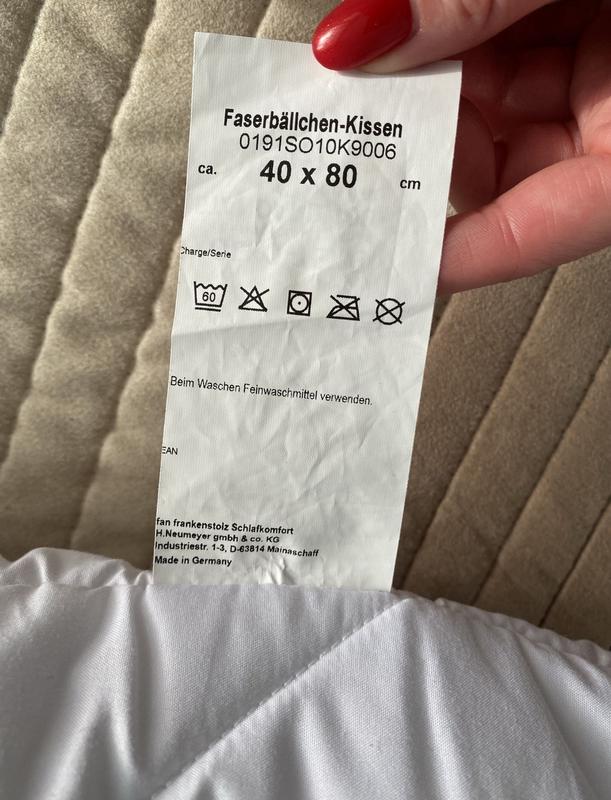 Faserbällchen-Kissen
0191SO10K9006
ca. 40 x 80 cm
Charge/Serie
60
Beim Waschen Feinwaschmittel verwenden.
EAN
fan frankenstolz Schlafkomfort
H.Neumeyer gmbh & co. KG
Industriestr. 1-3, D-63814 Mainaschaff
Made in Germany